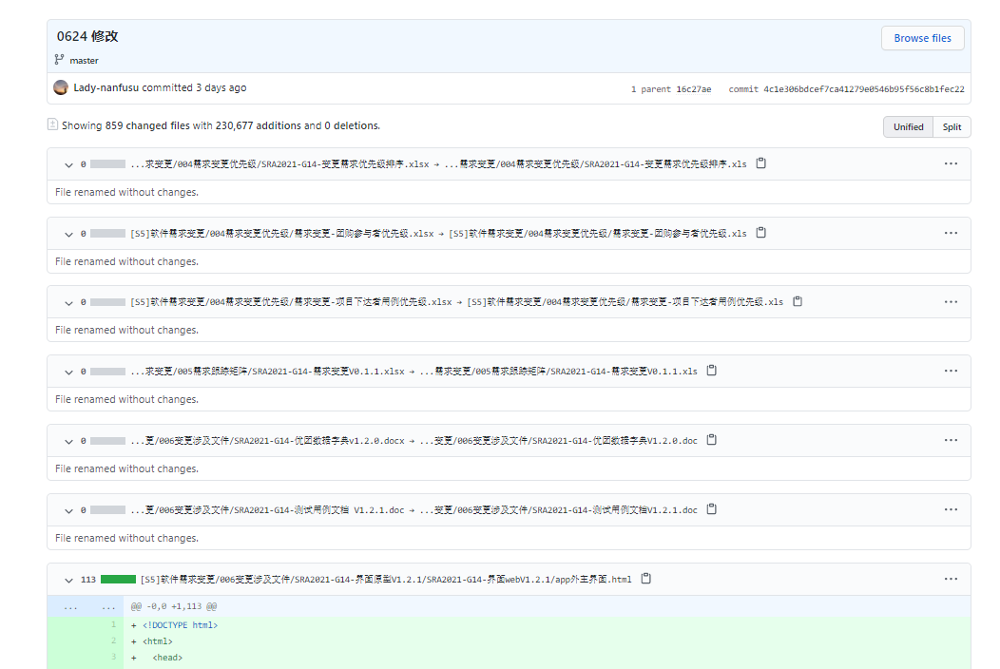 0624 修改
Browse files
master
Lady-nanfusu committed 3 days ago
1 parent 16c27ae commit 4c1e306bdcef7ca41279e0546b95f56c8b1fec22
Showing 859 changed files with 230,677 additions and 0 deletions.
Unified Split
0 ...求变更/004需求变更优先级/SRA2021-G14-变更需求优先级排序.xlsx → ...需求变更/004需求变更优先级/SRA2021-G14-变更需求优先级排序.xls
File renamed without changes.
0 [S5]软件需求变更/004需求变更优先级/需求变更-团购参与者优先级.xlsx → [S5]软件需求变更/004需求变更优先级/需求变更-团购参与者优先级.xls
File renamed without changes.
0 [S5]软件需求变更/004需求变更优先级/需求变更-项目下达者用例优先级.xlsx → [S5]软件需求变更/004需求变更优先级/需求变更-项目下达者用例优先级.xls
File renamed without changes.
0 ...求变更/005需求跟踪矩阵/SRA2021-G14-需求变更V0.1.1.xlsx → ...需求变更/005需求跟踪矩阵/SRA2021-G14-需求变更V0.1.1.xls
File renamed without changes.
0 ...更/006变更涉及文件/SRA2021-G14-优团数据字典v1.2.0.docx → ...变更/006变更涉及文件/SRA2021-G14-优团数据字典V1.2.0.doc
File renamed without changes.
0 ...更/006变更涉及文件/SRA2021-G14-测试用例文档 V1.2.1.doc → ...变更/006变更涉及文件/SRA2021-G14-测试用例文档V1.2.1.doc
File renamed without changes.
113 [S5]软件需求变更/006变更涉及文件/SRA2021-G14-界面原型V1.2.1/SRA2021-G14-界面webV1.2.1/app外主界面.html
... ... @@ -0,0 +1,113 @@
1 + <!DOCTYPE html>
2 + <html>
3 + <head>